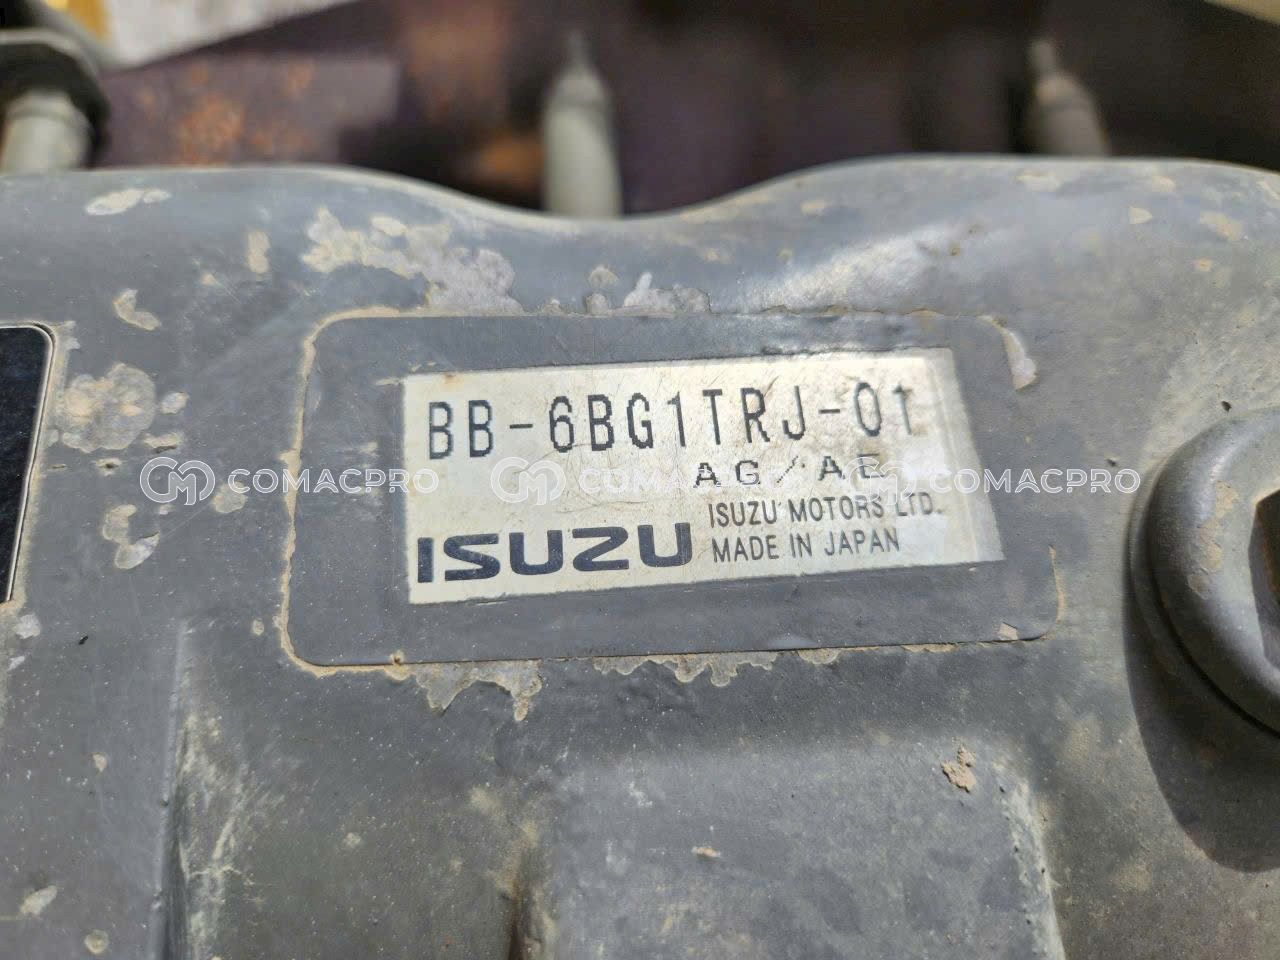 BB-6BG1TRJ-01
AG/AE
ISUZU
ISUZU MOTORS LTD.
MADE IN JAPAN
COMACPRO COMACPRO COMACPRO